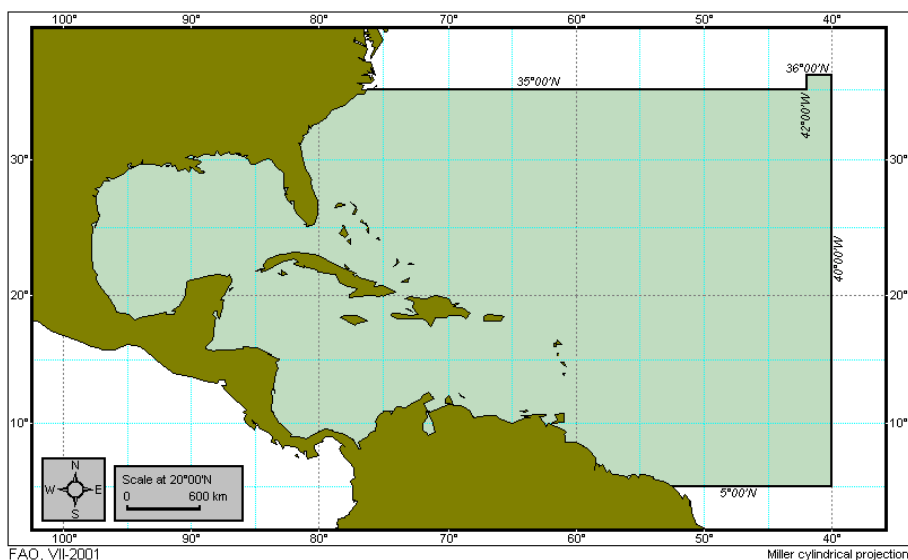 100° 90° 80° 70° 60° 50° 40°
36°00'N
35°00'N
42°00'W
30° 30°
40°00'W
20° 20°
10° 10°
N
W E
S
Scale at 20°00'N
0 600 km
5°00'N
100° 90° 80° 70° 60° 50° 40°
FAO, VII-2001 Miller cylindrical projection